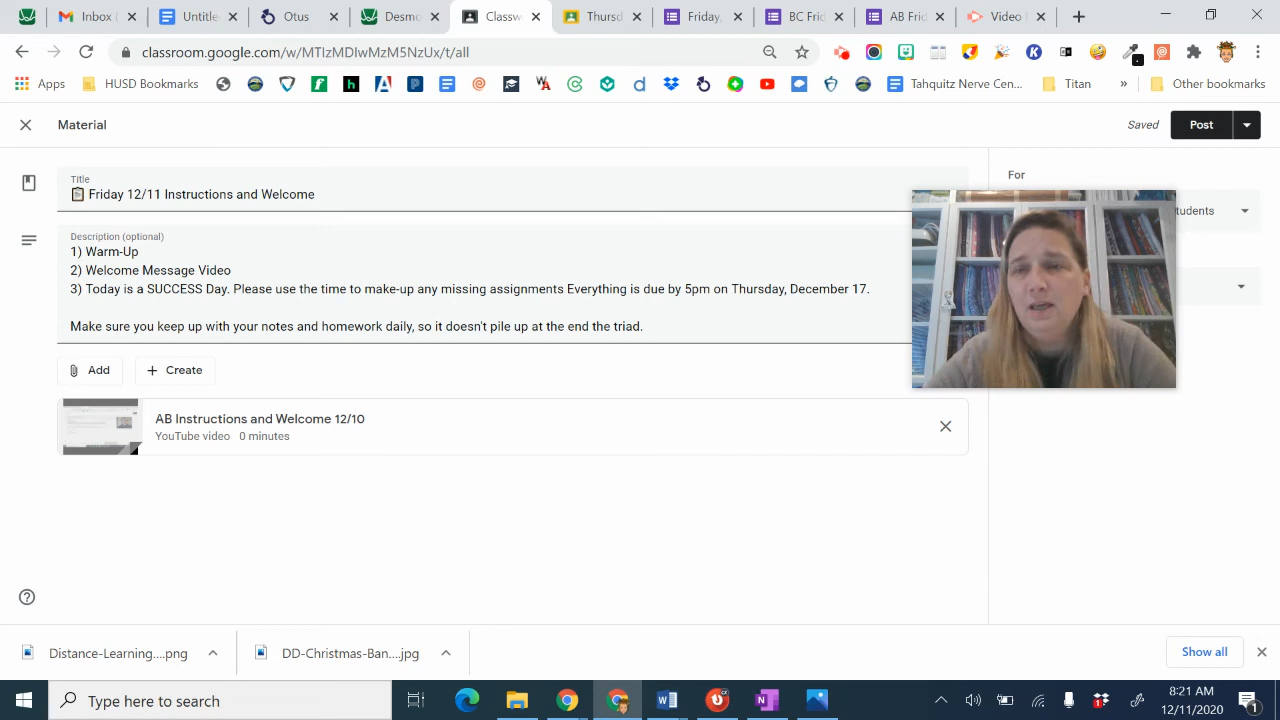 Untitle
Otus
Desmo
Classw
Thursd
Friday,
BC Frid
AB Frid
Video
classroom.google.com/w/MTIzMDIwMzM5NzUx/t/all
Apps
HUSD Bookmarks
Tahquitz Nerve Cen...
Titan
»
Other bookmarks
Material
Saved
Post
Title
📋 Friday 12/11 Instructions and Welcome
For
tudents
Description (optional)
1) Warm-Up
2) Welcome Message Video
3) Today is a SUCCESS Day. Please use the time to make-up any missing assignments Everything is due by 5pm on Thursday, December 17.
Make sure you keep up with your notes and homework daily, so it doesn't pile up at the end the triad.
Add
Create
AB Instructions and Welcome 12/10
YouTube video 0 minutes
Distance-Learning....png
DD-Christmas-Ban....jpg
Show all
Type here to search
8:21 AM
12/11/2020